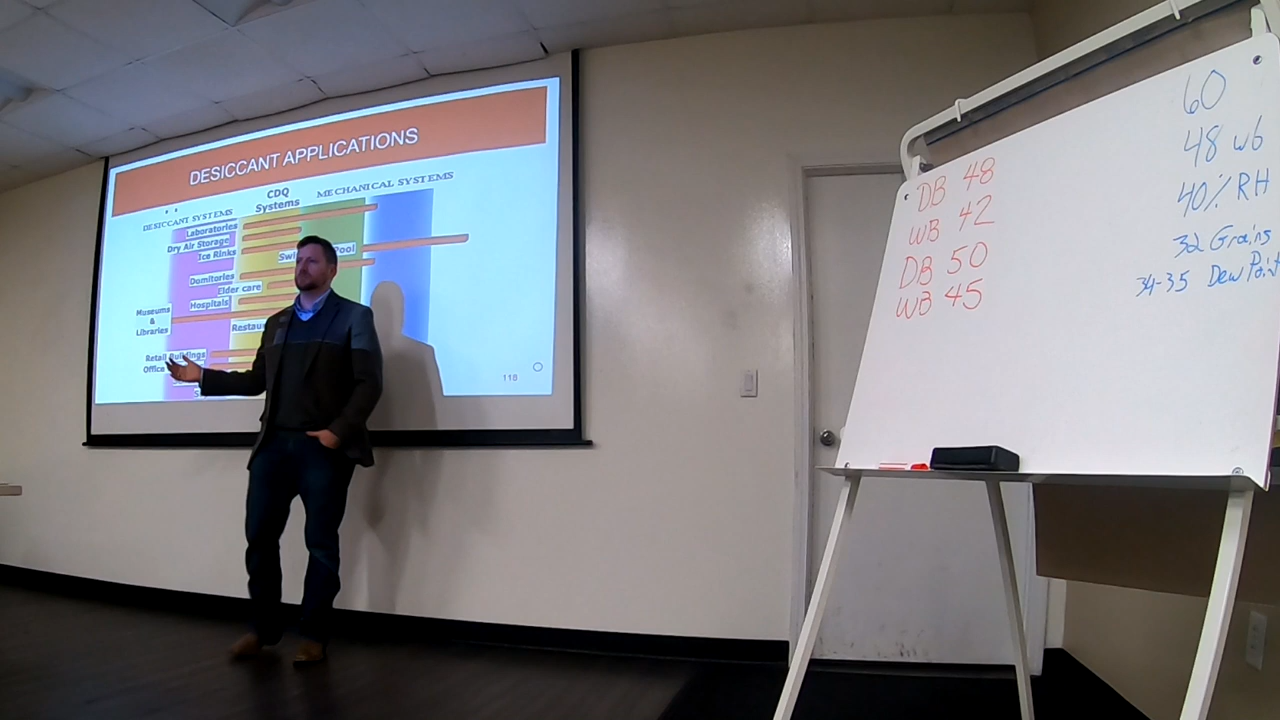 DESICCANT APPLICATIONS
DESICCANT SYSTEMS
CDQ
Systems
MECHANICAL SYSTEMS
Laboratories
Dry Air Storage
Ice Rinks
Pool
Domitories
Elder care
Hospitals
Museums
&
Libraries
Retail Buildings
Office
118
DB 48
WB 42
DB 50
WB 45
60
48 wb
40% RH
32 Grains
34-35 Dew Point